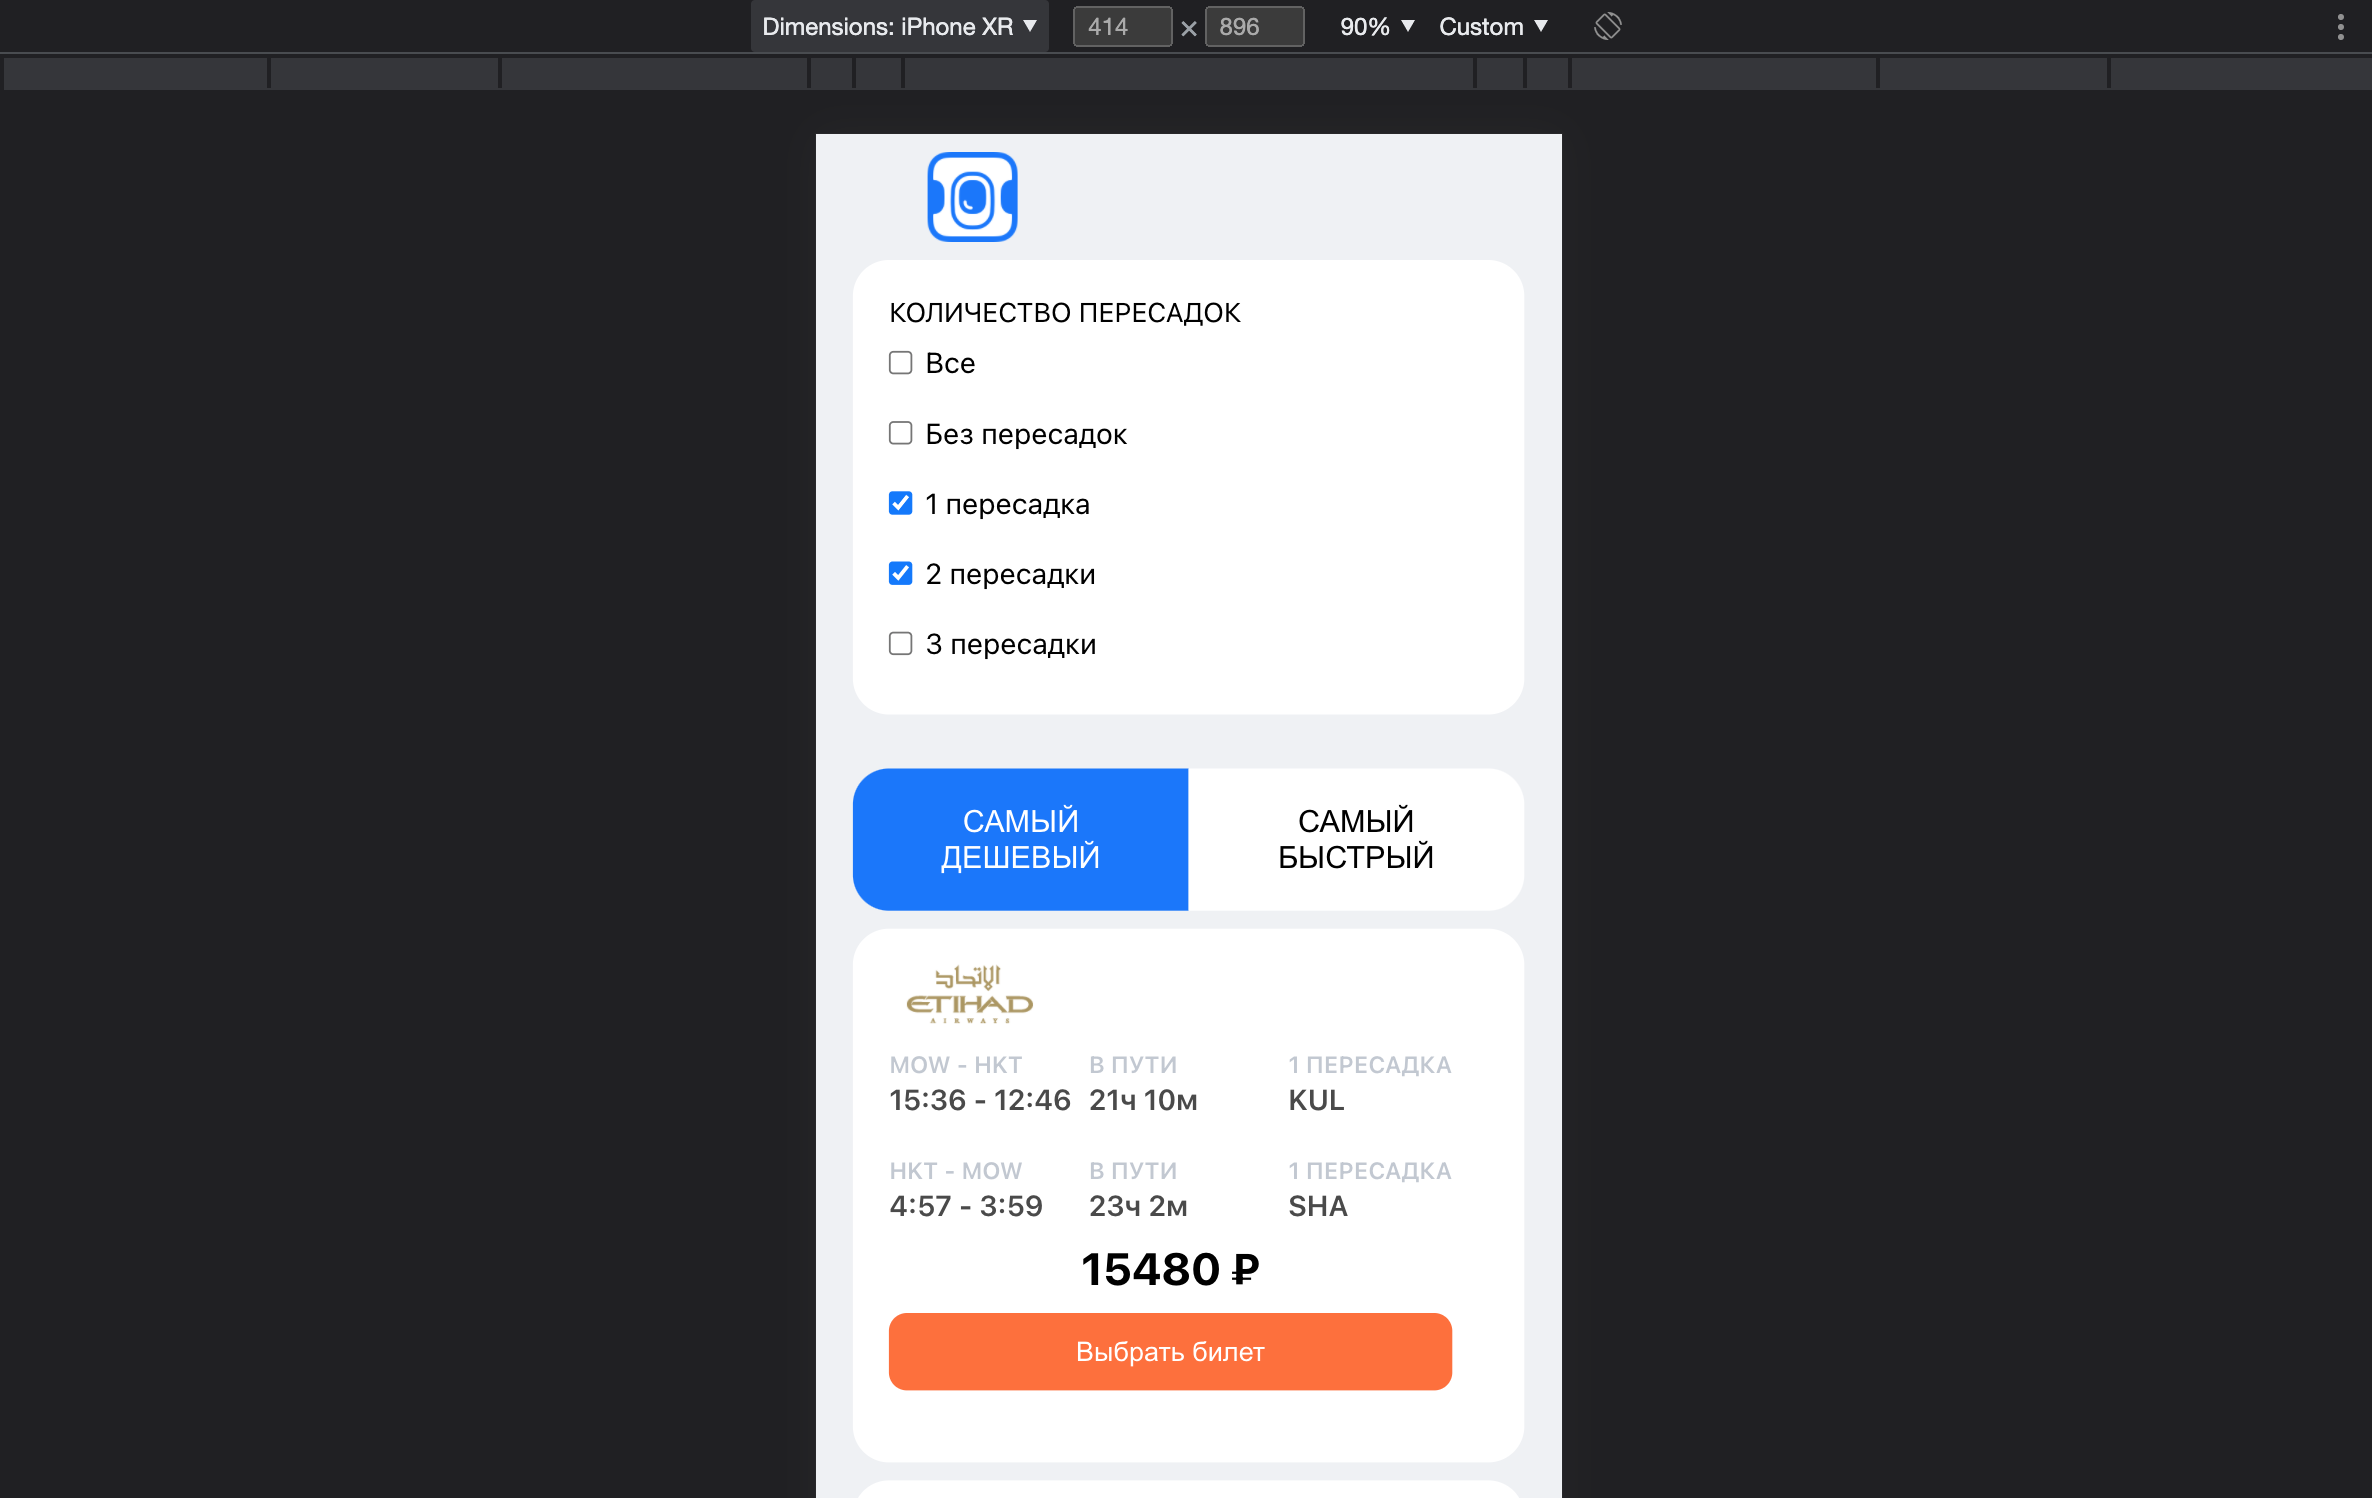 Dimensions: iPhone XR ▼ 414 × 896 90% ▼ Custom ▼
КОЛИЧЕСТВО ПЕРЕСАДОК
Все
Без пересадок
1 пересадка
2 пересадки
3 пересадки
САМЫЙ
ДЕШЕВЫЙ
САМЫЙ
БЫСТРЫЙ
الإتحاد
ETIHAD
AIRWAYS
MOW - HKT В ПУТИ 1 ПЕРЕСАДКА
15:36 - 12:46 21ч 10м KUL
HKT - MOW В ПУТИ 1 ПЕРЕСАДКА
4:57 - 3:59 23ч 2м SHA
15480 ₽
Выбрать билет